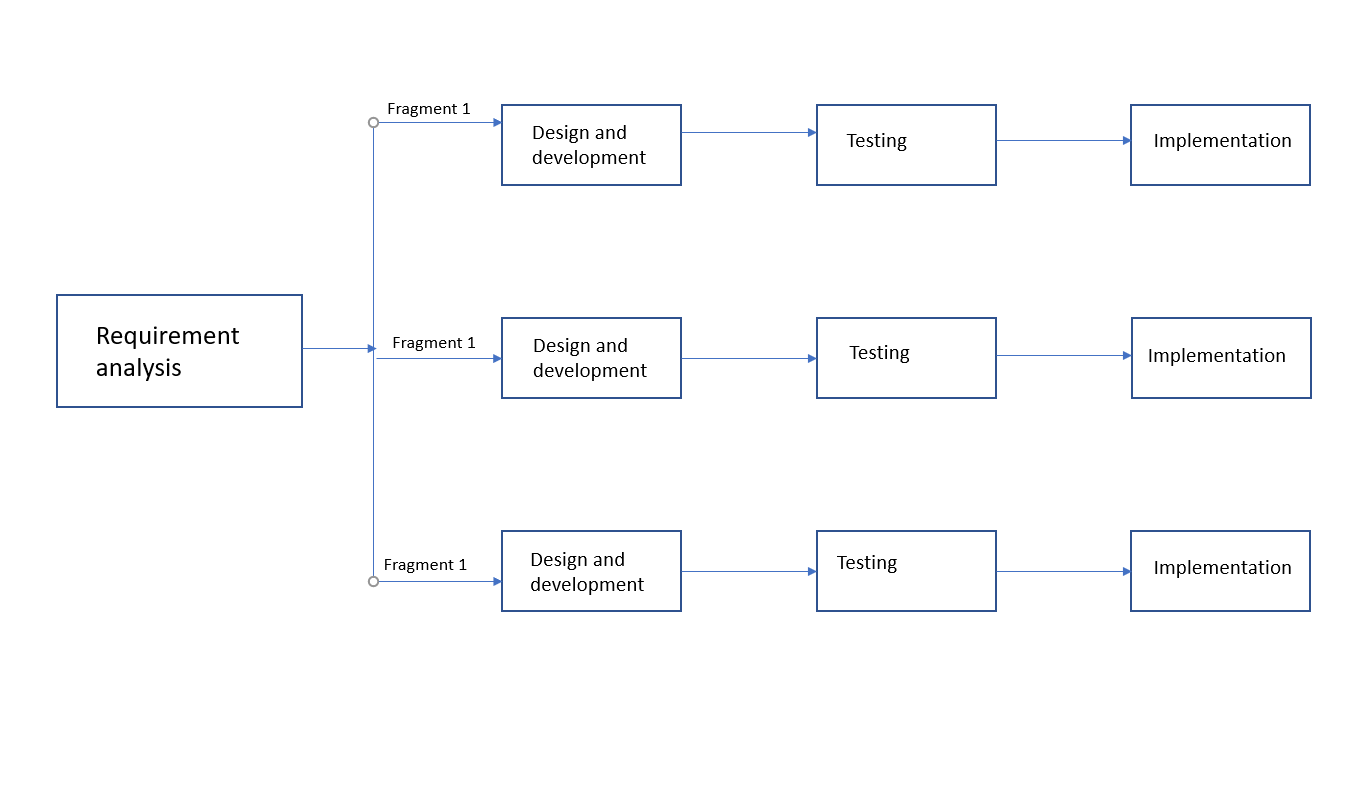 Fragment 1
Design and
development
Testing
Implementation
Requirement
analysis
Fragment 1
Design and
development
Testing
Implementation
Fragment 1
Design and
development
Testing
Implementation